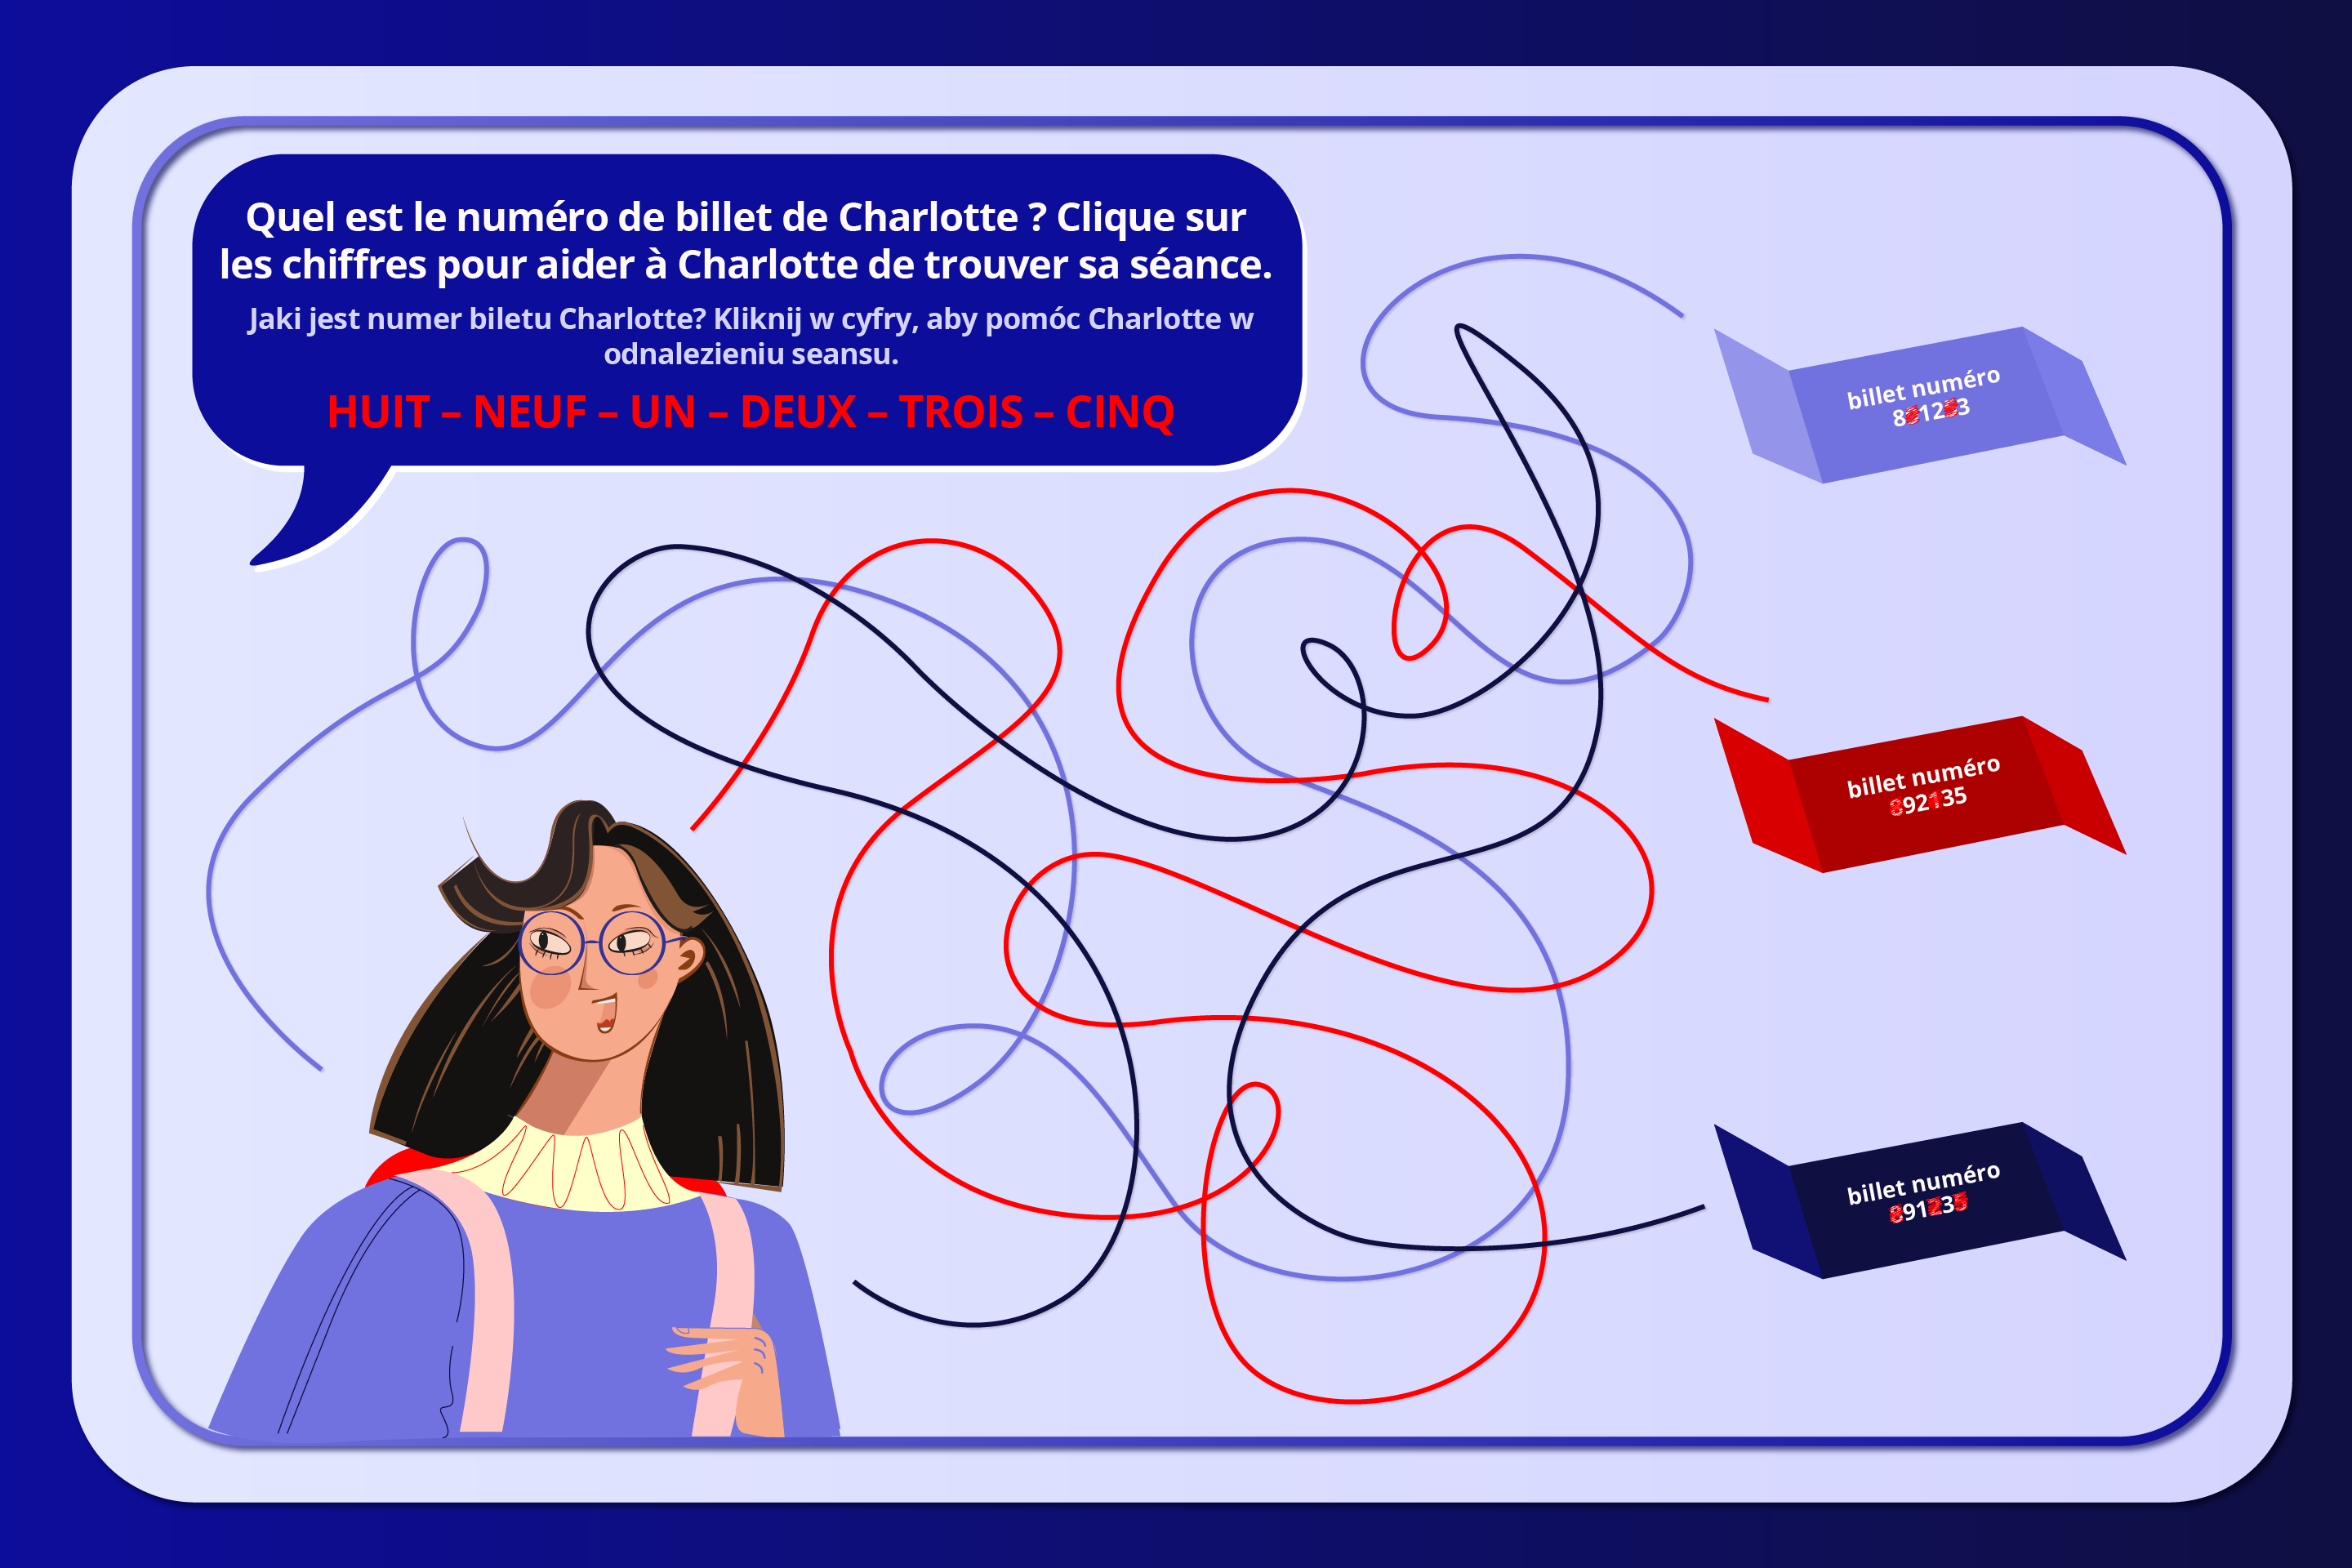 Quel est le numéro de billet de Charlotte ? Clique sur
les chiffres pour aider à Charlotte de trouver sa séance.
Jaki jest numer biletu Charlotte? Kliknij w cyfry, aby pomóc Charlotte w
odnalezieniu seansu.
HUIT – NEUF – UN – DEUX – TROIS – CINQ
billet numéro
billet numéro
892135
billet numéro
891235